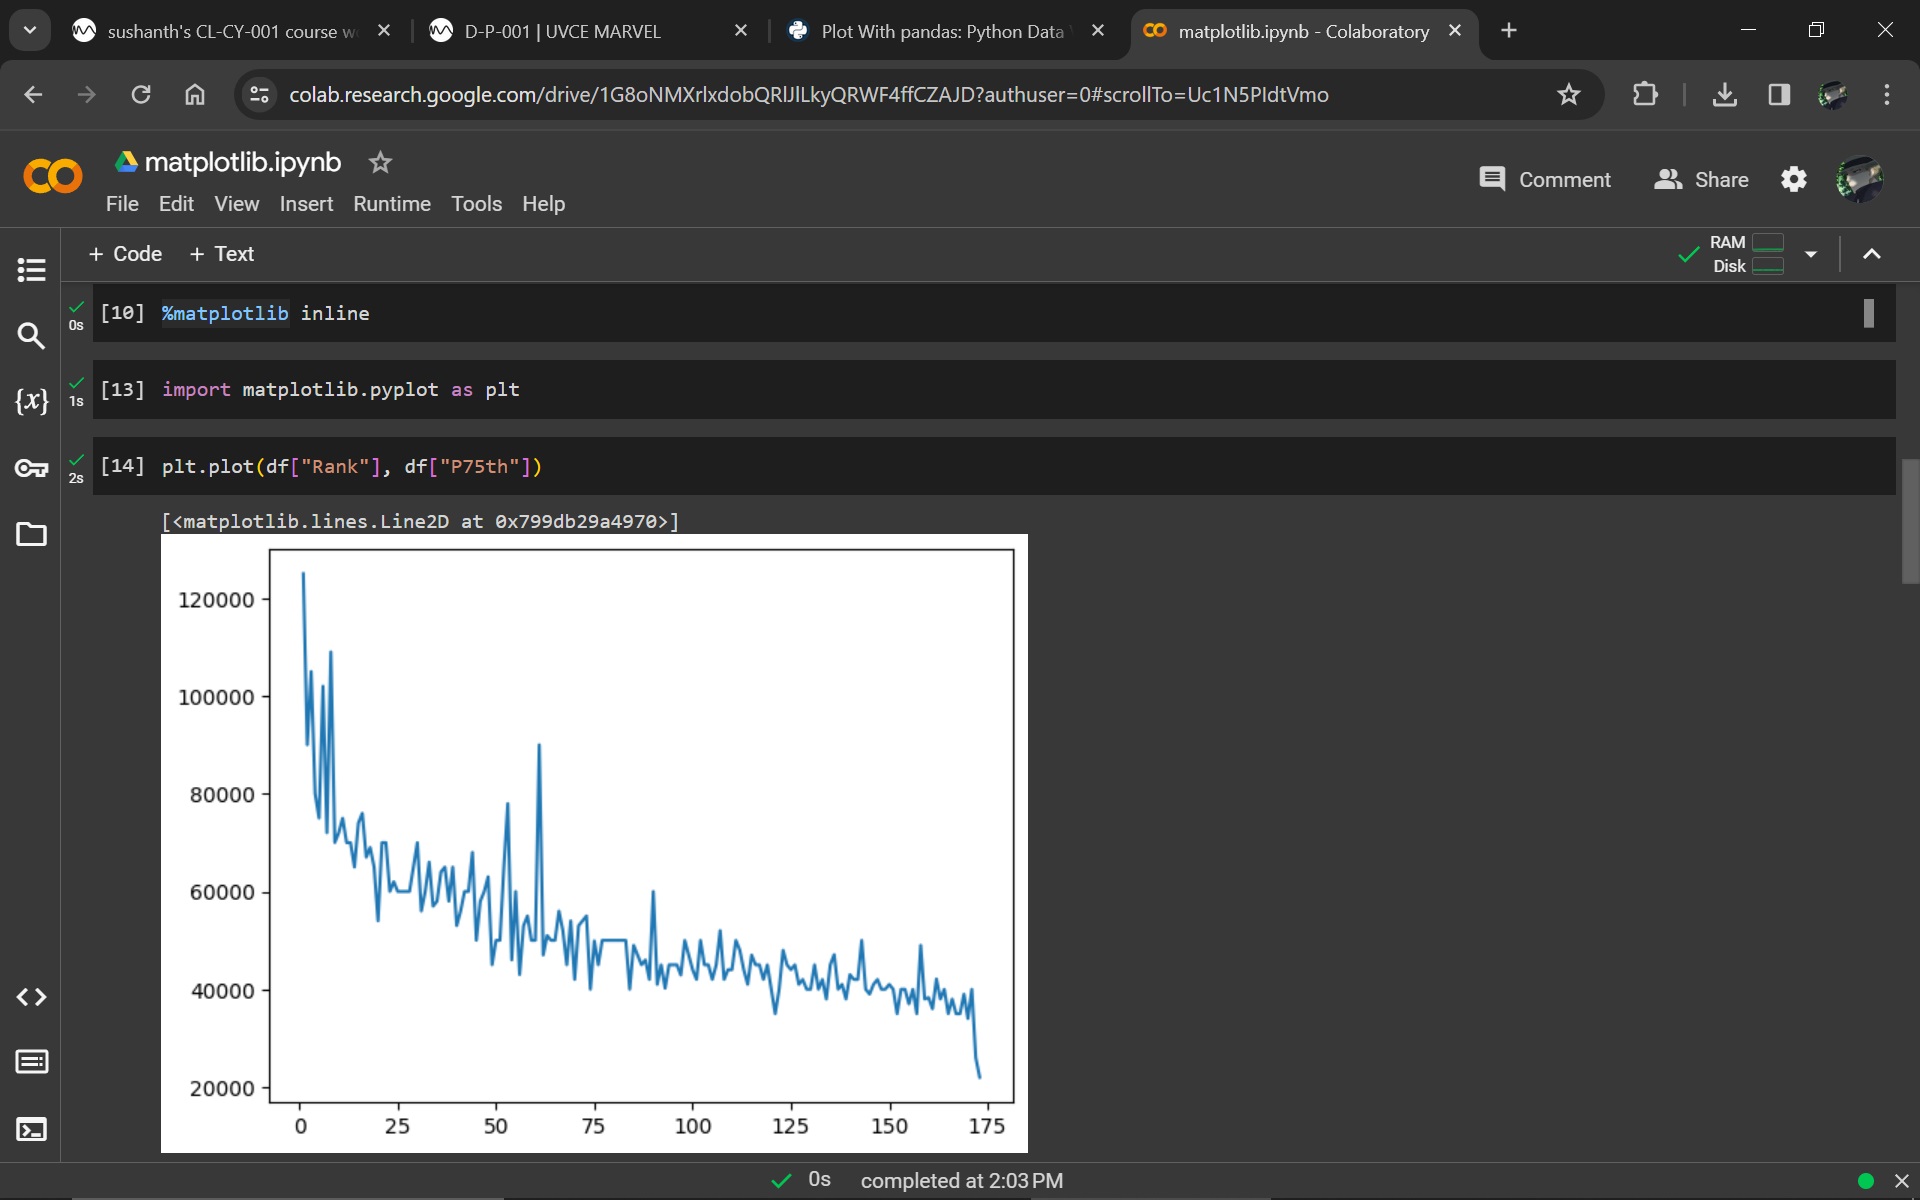 sushanth's CL-CY-001 course w
D-P-001 | UVCE MARVEL
Plot With pandas: Python Data
matplotlib.ipynb - Colaboratory
colab.research.google.com/drive/1G8oNMXrlxdobQRlJlLkyQRWF4ffCZAJD?authuser=0#scrollTo=Uc1N5PIdtVmo
matplotlib.ipynb
Comment
Share
File Edit View Insert Runtime Tools Help
+ Code + Text
RAM
Disk
[10] %matplotlib inline
0s
[13] import matplotlib.pyplot as plt
1s
{x}
[14] plt.plot(df["Rank"], df["P75th"])
2s
[<matplotlib.lines.Line2D at 0x799db29a4970>]
120000
100000
80000
60000
40000
20000
0 25 50 75 100 125 150 175
0s completed at 2:03 PM